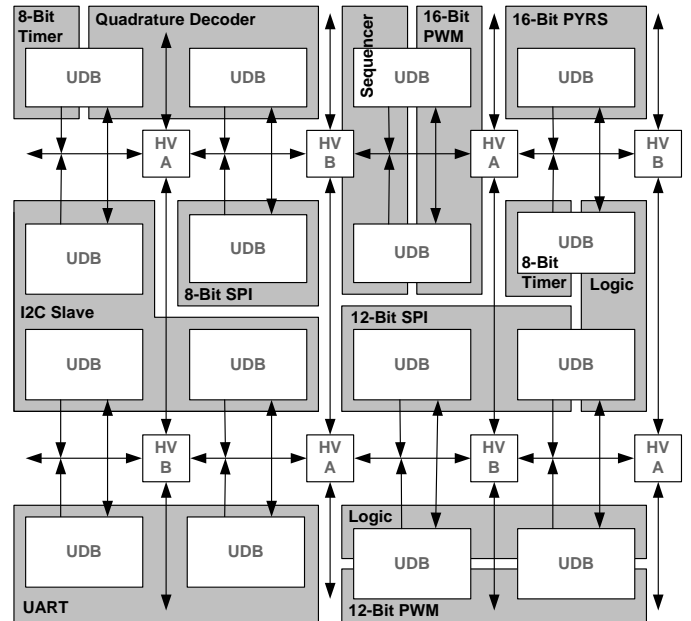 8-Bit
Timer
Quadrature Decoder
Sequencer
16-Bit
PWM
16-Bit PYRS
UDB
UDB
UDB
UDB
UDB
HV
A
HV
B
HV
A
HV
B
UDB
UDB
UDB
UDB
8-Bit SPI
8-Bit
Timer
Logic
I2C Slave
12-Bit SPI
UDB
UDB
UDB
UDB
HV
B
HV
A
HV
B
HV
A
Logic
UDB
UDB
UDB
UDB
UART
12-Bit PWM